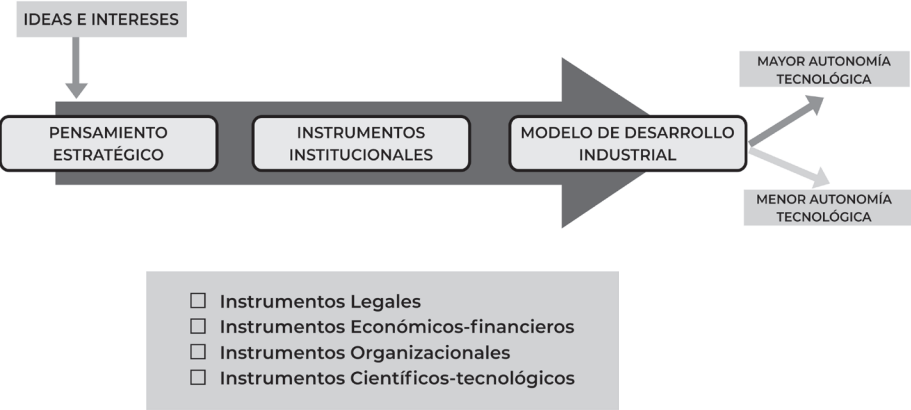 IDEAS E INTERESES
PENSAMIENTO
ESTRATÉGICO
INSTRUMENTOS
INSTITUCIONALES
MODELO DE DESARROLLO
INDUSTRIAL
MAYOR AUTONOMÍA
TECNOLÓGICA
MENOR AUTONOMÍA
TECNOLÓGICA
☐ Instrumentos Legales
☐ Instrumentos Económicos-financieros
☐ Instrumentos Organizacionales
☐ Instrumentos Científicos-tecnológicos